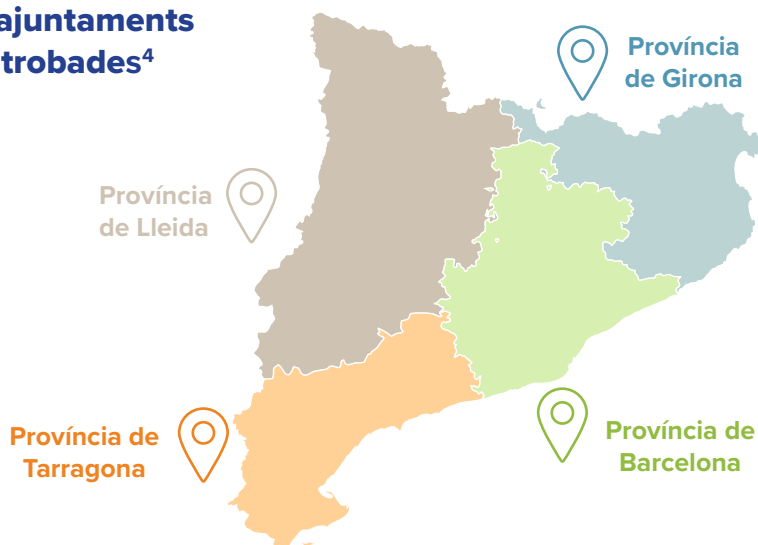 ajuntaments
trobades⁴
Província
de Girona
Província
de Lleida
Província de
Tarragona
Província de
Barcelona